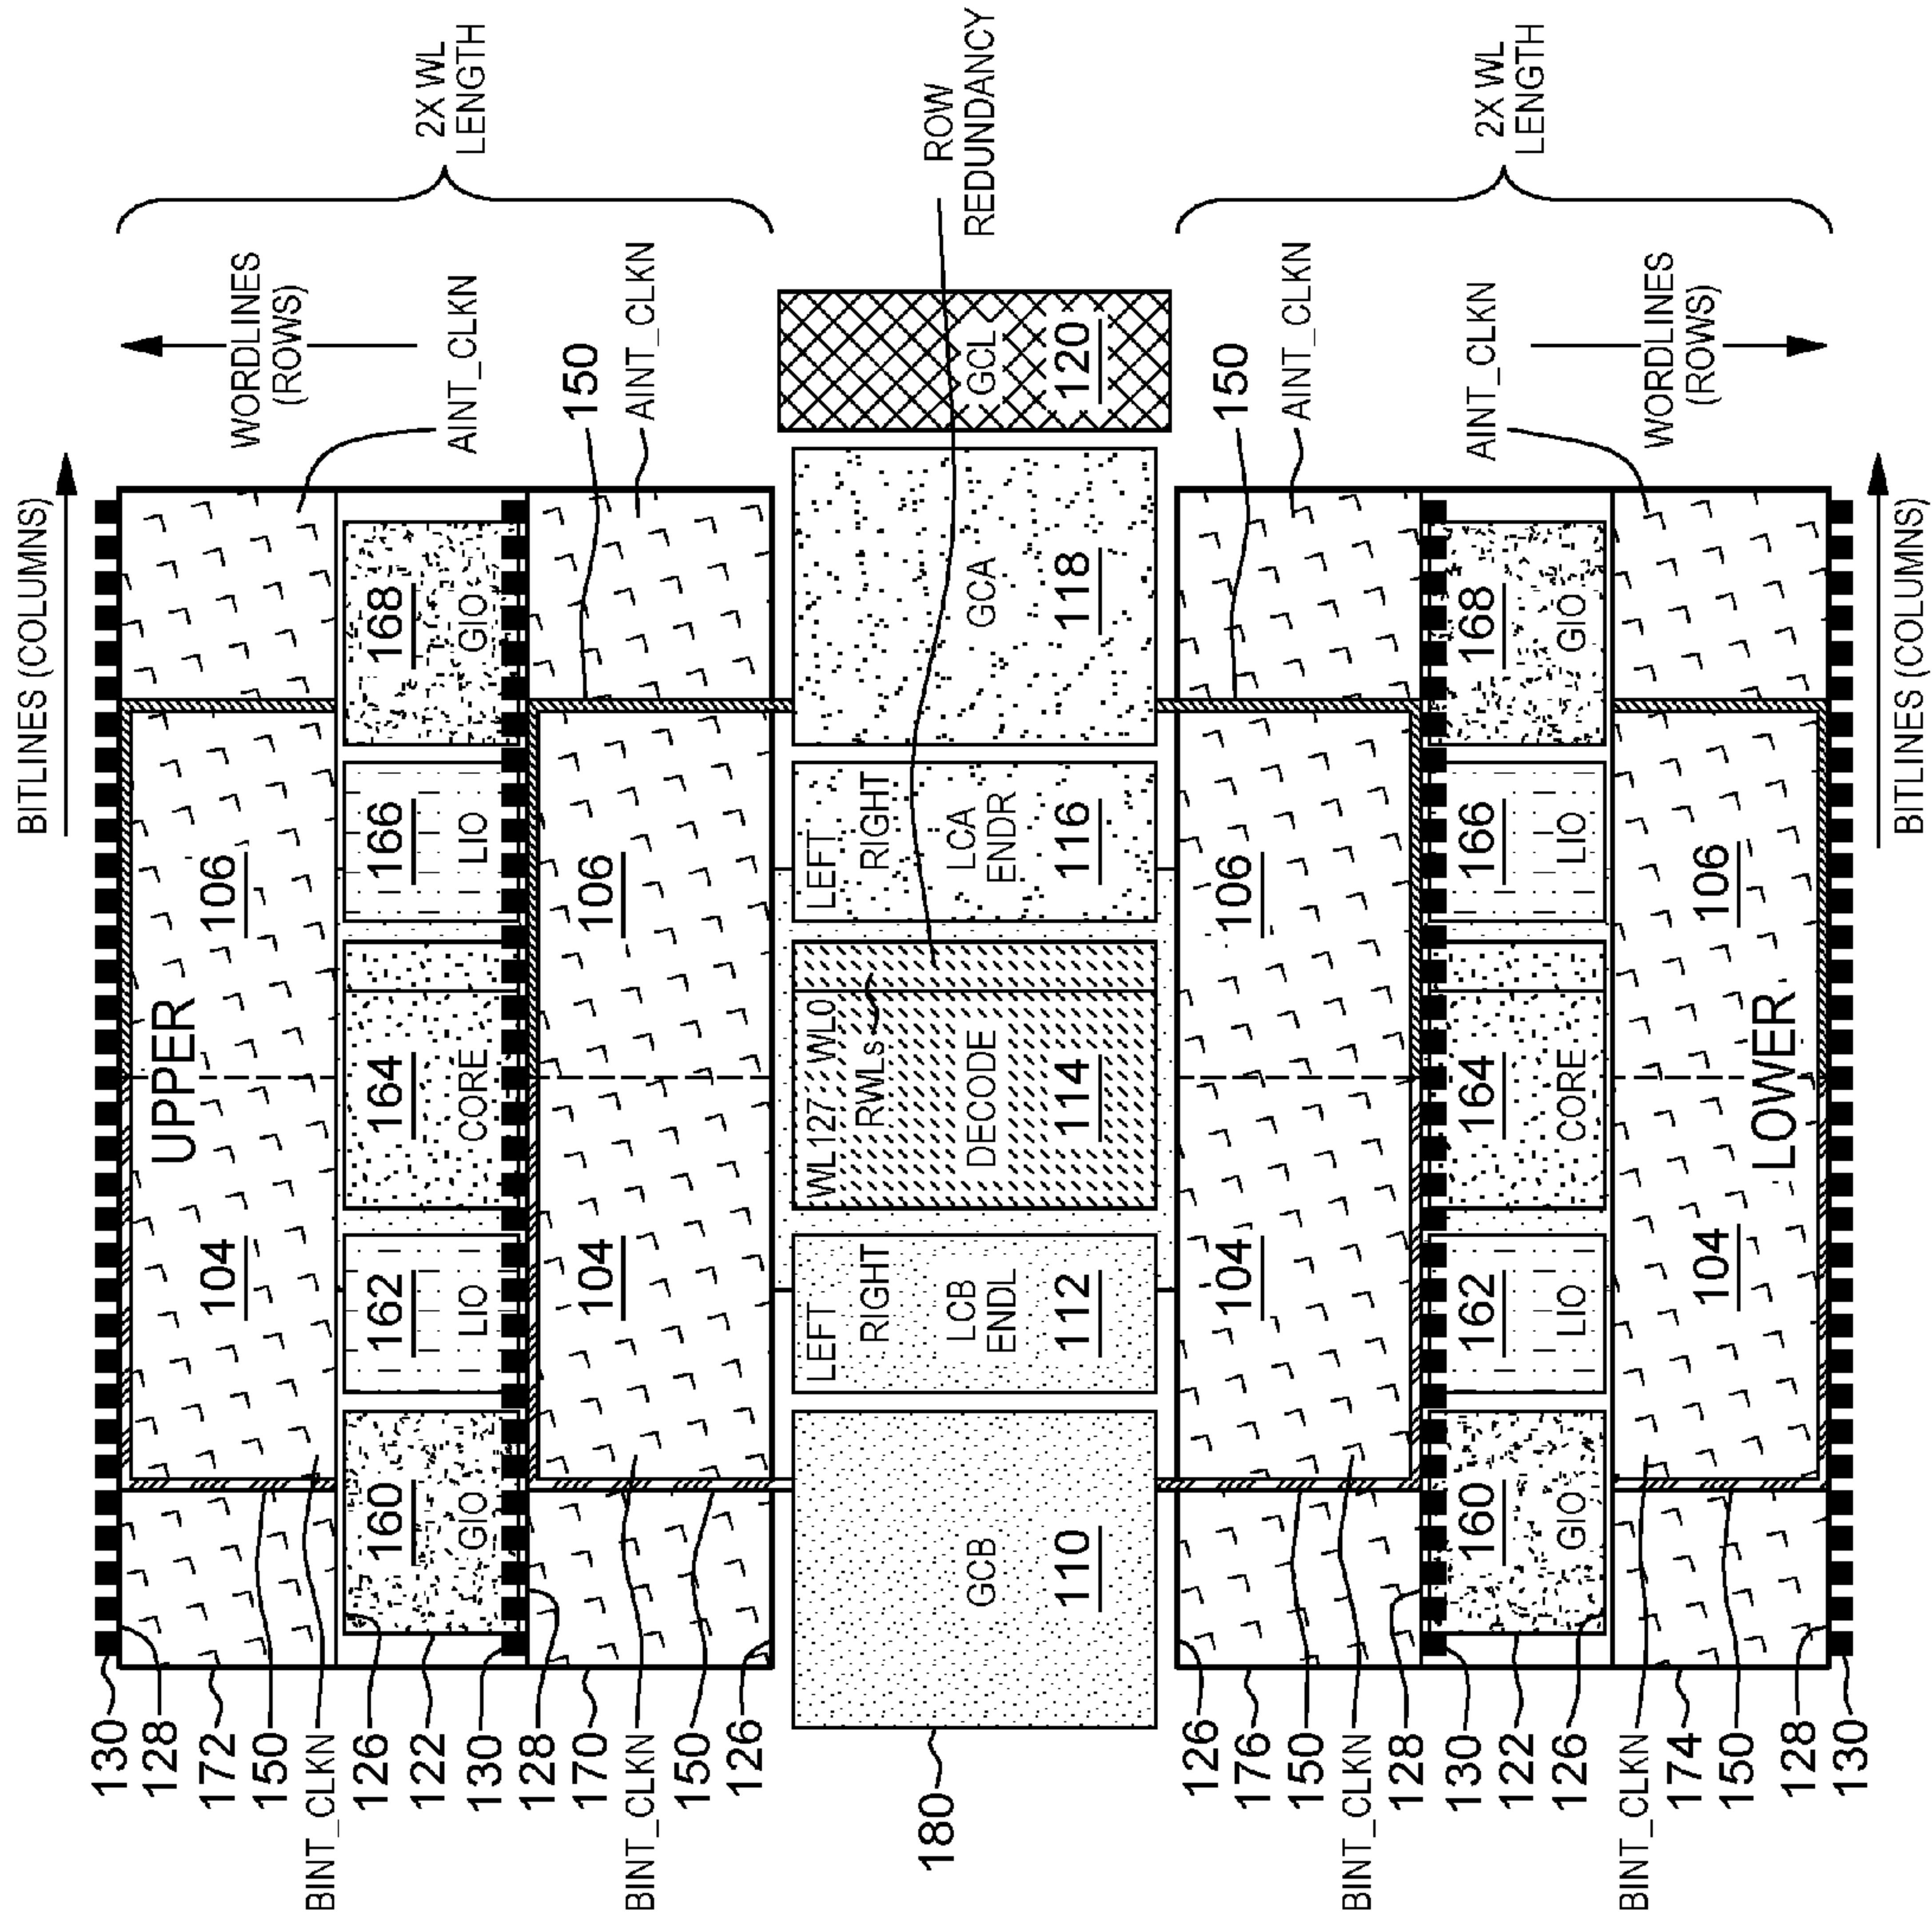 BITLINES (COLUMNS)
WORDLINES
(ROWS)
2X WL
LENGTH
AINT_CLKN
150
AINT_CLKN
UPPER
104
106
160
GIO
162
LIO
164
CORE
166
LIO
168
GIO
104
106
130
128
172
150
BINT_CLKN
126
122
130
128
170
BINT_CLKN
150
126
ROW
REDUNDANCY
180
GCB
110
LEFT
RIGHT
LCB
ENDL
112
WL127...WL0
RWLs
DECODE
114
LEFT
RIGHT
LCA
ENDR
116
GCA
118
GCL
120
126
176
150
BINT_CLKN
128
130
122
126
BINT_CLKN
174
150
128
130
104
106
160
GIO
162
LIO
164
CORE
166
LIO
168
GIO
104
106
LOWER
150
AINT_CLKN
AINT_CLKN
2X WL
LENGTH
WORDLINES
(ROWS)
BITLINES (COLUMNS)